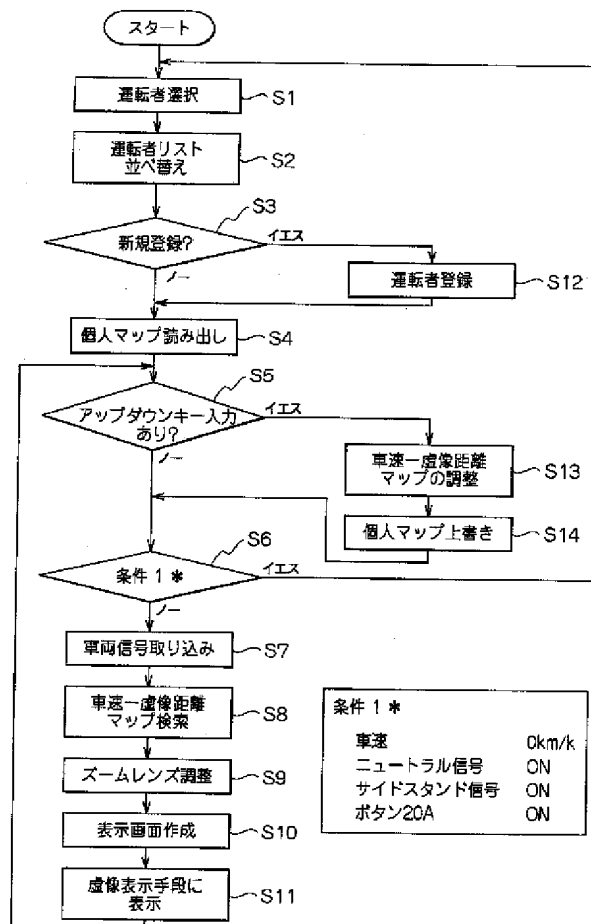 スタート
運転者選択
S1
運転者リスト
並べ替え
S2
S3
新規登録?
イエス
ノー
運転者登録
S12
個人マップ読み出し
S4
S5
アップダウンキー入力
あり?
イエス
ノー
車速ー虚像距離
マップの調整
S13
個人マップ上書き
S14
S6
条件 1 *
イエス
ノー
車両信号取り込み
S7
車速ー虚像距離
マップ検索
S8
ズームレンズ調整
S9
表示画面作成
S10
虚像表示手段に
表示
S11
条件 1 *
車速 0km/k
ニュートラル信号 ON
サイドスタンド信号 ON
ボタン20A ON